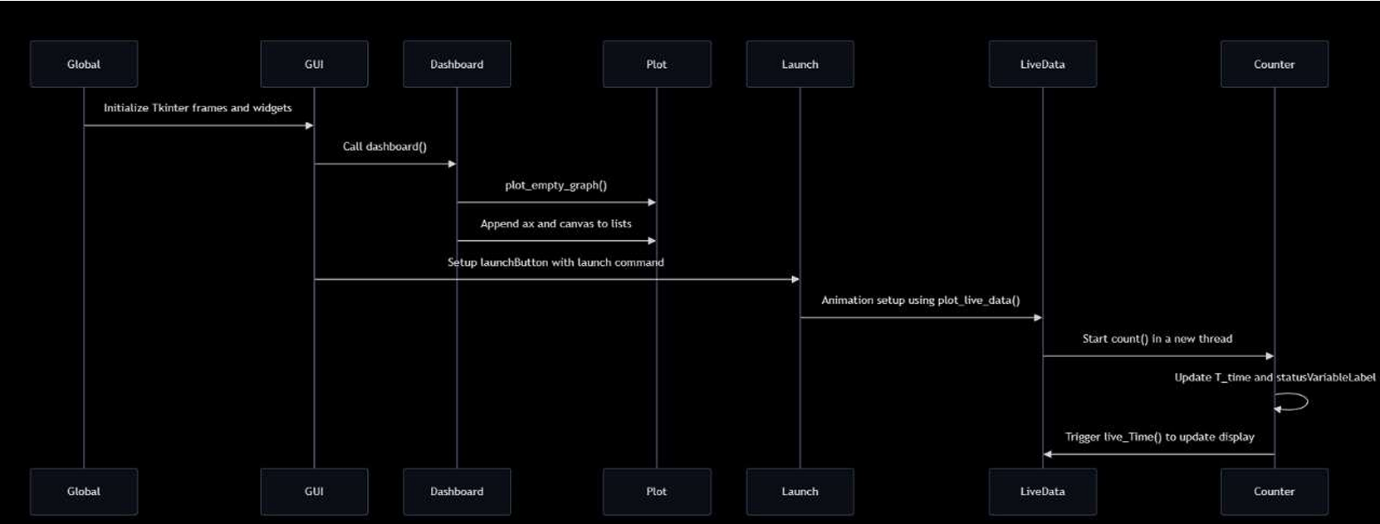 Global
GUI
Dashboard
Plot
Launch
LiveData
Counter
Initialize Tkinter frames and widgets
Call dashboard()
plot_empty_graph()
Append ax and canvas to lists
Setup launchButton with launch command
Animation setup using plot_live_data()
Start count() in a new thread
Update T_time and statusVariableLabel
Trigger live_Time() to update display
Global
GUI
Dashboard
Plot
Launch
LiveData
Counter